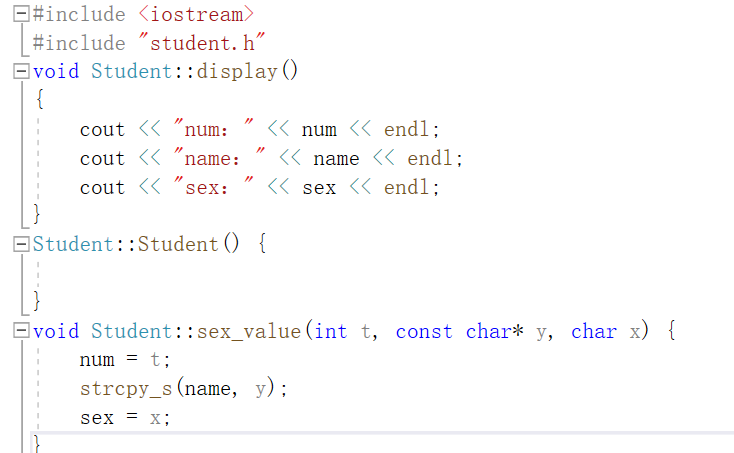 #include <iostream>
#include "student.h"
void Student::display()
{
    cout << "num：" << num << endl;
    cout << "name：" << name << endl;
    cout << "sex：" << sex << endl;
}
Student::Student() {

}
void Student::sex_value(int t, const char* y, char x) {
    num = t;
    strcpy_s(name, y);
    sex = x;
}